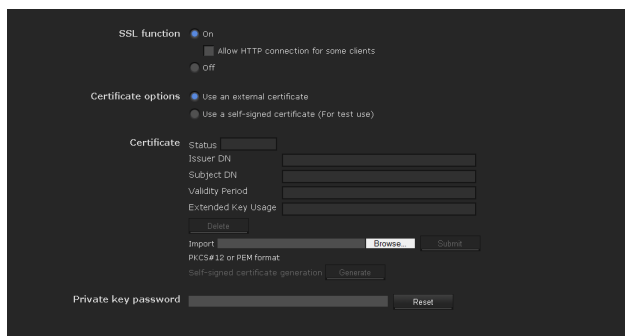 SSL function On
Allow HTTP connection for some clients
Off
Certificate options Use an external certificate
Use a self-signed certificate (For test use)
Certificate Status
Issuer DN
Subject DN
Validity Period
Extended Key Usage
Delete
Import Browse... Submit
PKCS#12 or PEM format
Self-signed certificate generation Generate
Private key password Reset